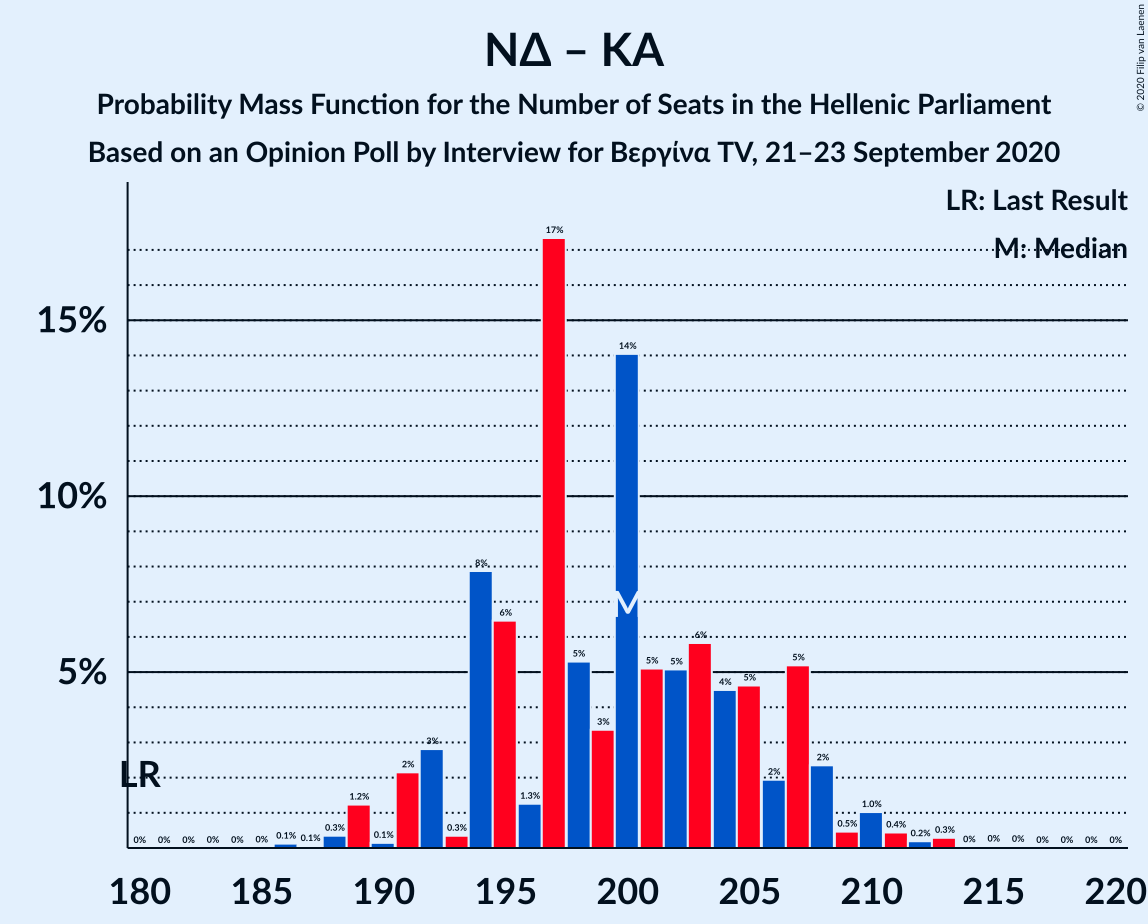 ΝΔ – ΚΑ
Probability Mass Function for the Number of Seats in the Hellenic Parliament
Based on an Opinion Poll by Interview for Βεργίνα TV, 21–23 September 2020
© 2020 Filip van Laenen
LR: Last Result
M: Median
15%
10%
5%
LR
M
0% 0% 0% 0% 0% 0% 0.1% 0.1% 0.3% 1.2% 0.1% 2% 3% 0.3% 8% 6% 1.3% 17% 5% 3% 14% 5% 5% 6% 4% 5% 2% 5% 2% 0.5% 1.0% 0.4% 0.2% 0.3% 0% 0% 0% 0% 0% 0% 0%
180 185 190 195 200 205 210 215 220